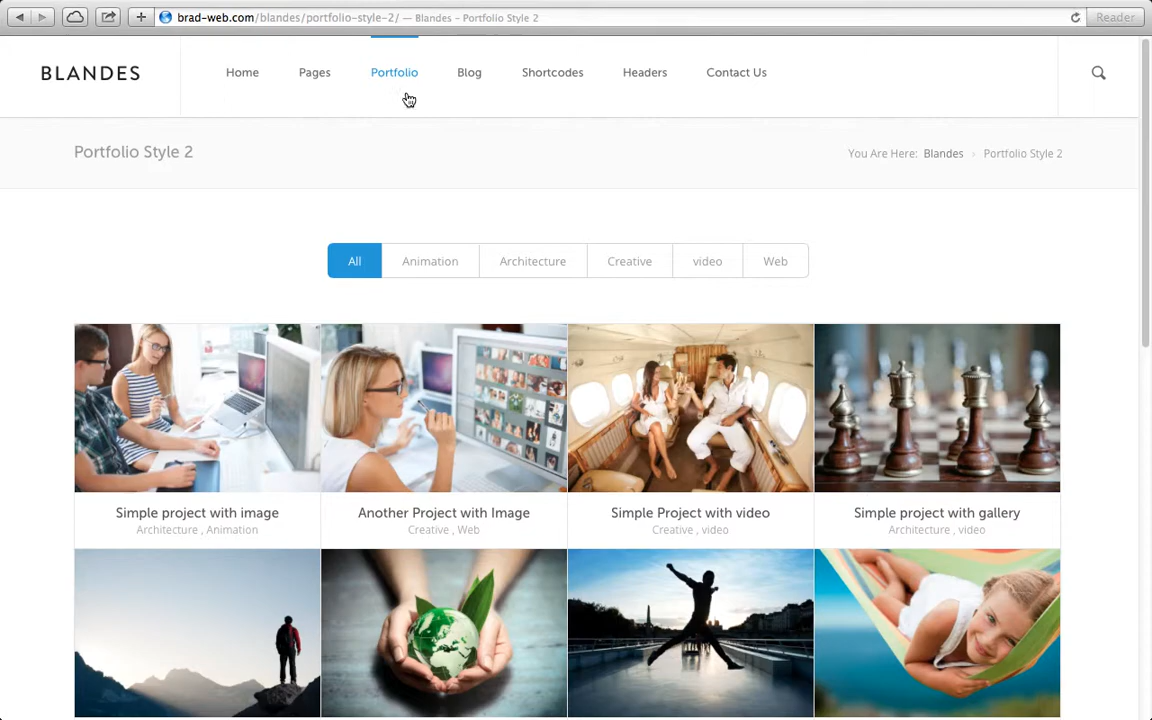 brad-web.com/blandes/portfolio-style-2/ — Blandes – Portfolio Style 2
Reader
BLANDES
Home Pages Portfolio Blog Shortcodes Headers Contact Us
Portfolio Style 2
You Are Here: Blandes › Portfolio Style 2
All Animation Architecture Creative video Web
Simple project with image
Architecture , Animation
Another Project with Image
Creative , Web
Simple Project with video
Creative , video
Simple project with gallery
Architecture , video